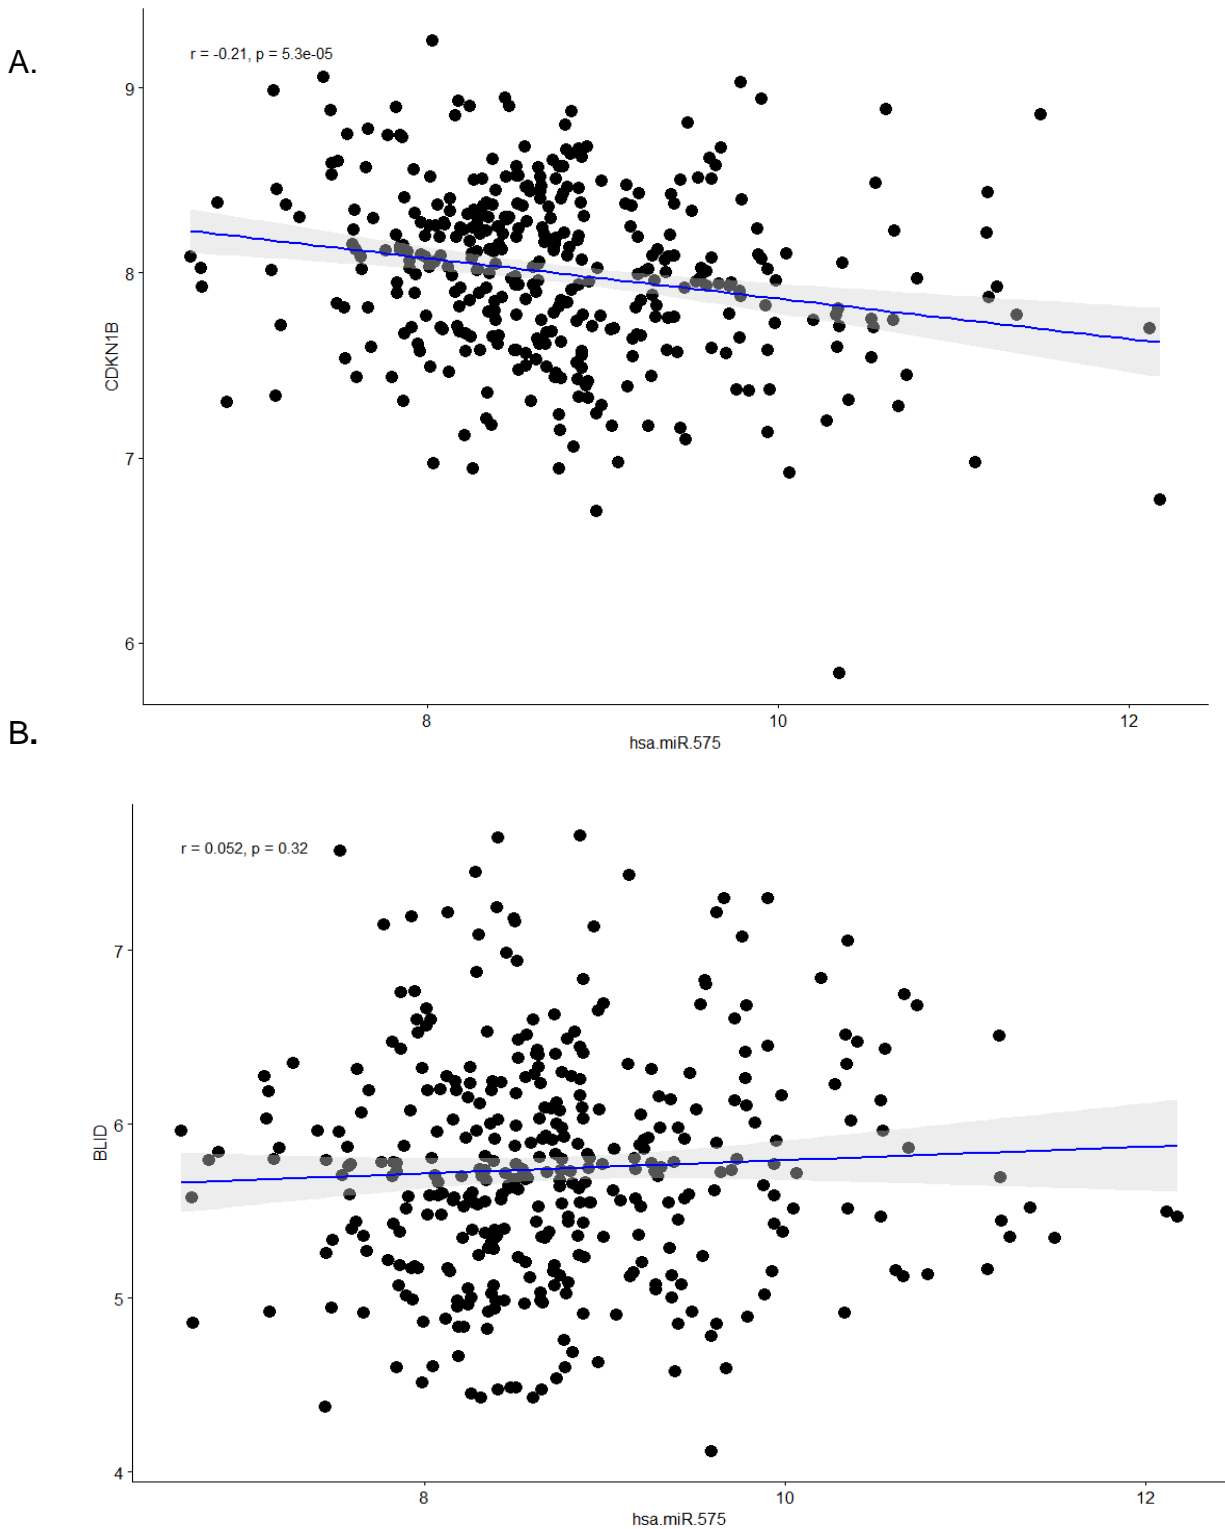 A.
r = -0.21, p = 5.3e-05
9
8
7
6
CDKN1B
8 10 12
hsa.miR.575
B.
r = 0.052, p = 0.32
7
6
5
4
BLID
8 10 12
hsa.miR.575